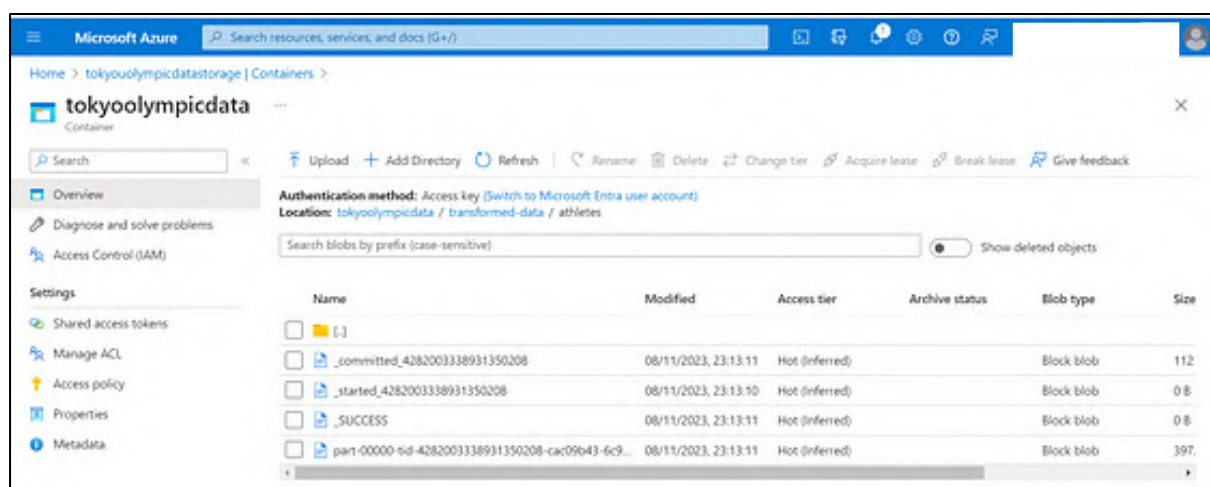 Microsoft Azure
Search resources, services, and docs (G+/)
1
Home > tokyouolympicdatastorage | Containers >
tokyoolympicdata ...
Container
Search
«
Upload + Add Directory Refresh Rename Delete Change tier Acquire lease Break lease Give feedback
Overview
Authentication method: Access key (Switch to Microsoft Entra user account)
Location: tokyoolympicdata / transformed-data / athletes
Diagnose and solve problems
Access Control (IAM)
Search blobs by prefix (case-sensitive)
Show deleted objects
Settings
Name Modified Access tier Archive status Blob type Size
Shared access tokens
[..]
Manage ACL
_committed_4282003338931350208 08/11/2023, 23:13:11 Hot (Inferred) Block blob 112
Access policy
_started_4282003338931350208 08/11/2023, 23:13:10 Hot (Inferred) Block blob 0 B
Properties
_SUCCESS 08/11/2023, 23:13:11 Hot (Inferred) Block blob 0 B
Metadata
part-00000-tid-4282003338931350208-cac09b43-6c9... 08/11/2023, 23:13:11 Hot (Inferred) Block blob 397.